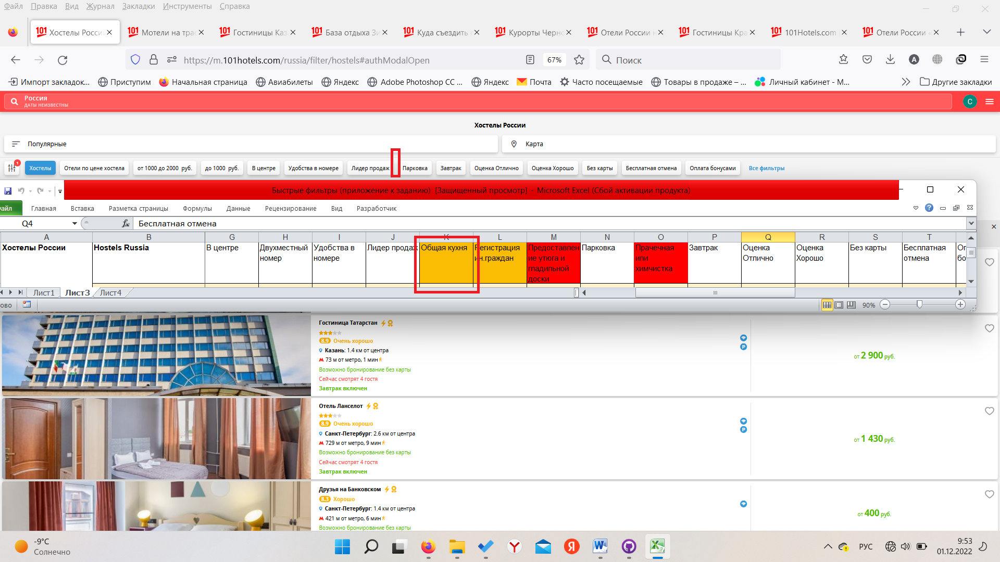 Файл Правка Вид Журнал Закладки Инструменты Справка
101 Хостелы Росси
101 Мотели на трас
101 Гостиницы Каз
101 База отдыха Зи
101 Куда съездить
101 Курорты Черно
101 Отели России
101 Гостиницы Кра
101 101Hotels.com
101 Отели России
https://m.101hotels.com/russia/filter/hostels#authModalOpen 67% Поиск
Импорт закладок... Приступим Начальная страница Авиабилеты Яндекс Adobe Photoshop CC ... Яндекс Почта Часто посещаемые Товары в продаже – ... Личный кабинет - М... Другие закладки
Россия
ДАТЫ НЕИЗВЕСТНЫ
C
Хостелы России
Популярные Карта
1 Хостелы Отели по цене хостела от 1000 до 2000 руб. до 1000 руб. В центре Удобства в номере Лидер продаж Парковка Завтрак Оценка Отлично Оценка Хорошо Без карты Бесплатная отмена Оплата бонусами Все фильтры
Быстрые фильтры (приложение к заданию) [Защищенный просмотр] - Microsoft Excel (Сбой активации продукта)
айл Главная Вставка Разметка страницы Формулы Данные Рецензирование Вид Разработчик
Q4 fx Бесплатная отмена
A B G H I J K L M N O P Q R S T
Хостелы России
Hostels Russia
В центре
Двухместный
номер
Удобства в
номере
Лидер продаж
Общая кухня
Регистрация
ин.граждан
Предоставлен
ие утюга и
гладильной
доски
Парковка
Прачечная
или
химчистка
Завтрак
Оценка
Отлично
Оценка
Хорошо
Без карты
Бесплатная
отмена
Оп
бо
Лист1 Лист3 Лист4
ово 90%
Гостиница Татарстан
8.9 Очень хорошо
Казань: 1.4 км от центра
73 м от метро, 1 мин
Возможно бронирование без карты
Сейчас смотрят 4 гостя
Завтрак включен
P
от 2 900 руб.
Отель Ланселот
8.9 Очень хорошо
Санкт-Петербург: 2.6 км от центра
729 м от метро, 9 мин
Возможно бронирование без карты
Сейчас смотрят 4 гостя
Завтрак включен
P
от 1 430 руб.
Друзья на Банковском
8.3 Хорошо
Санкт-Петербург: 1.4 км от центра
421 м от метро, 6 мин
Возможно бронирование без карты
от 400 руб.
-9°C
Солнечно
РУС
9:53
01.12.2022